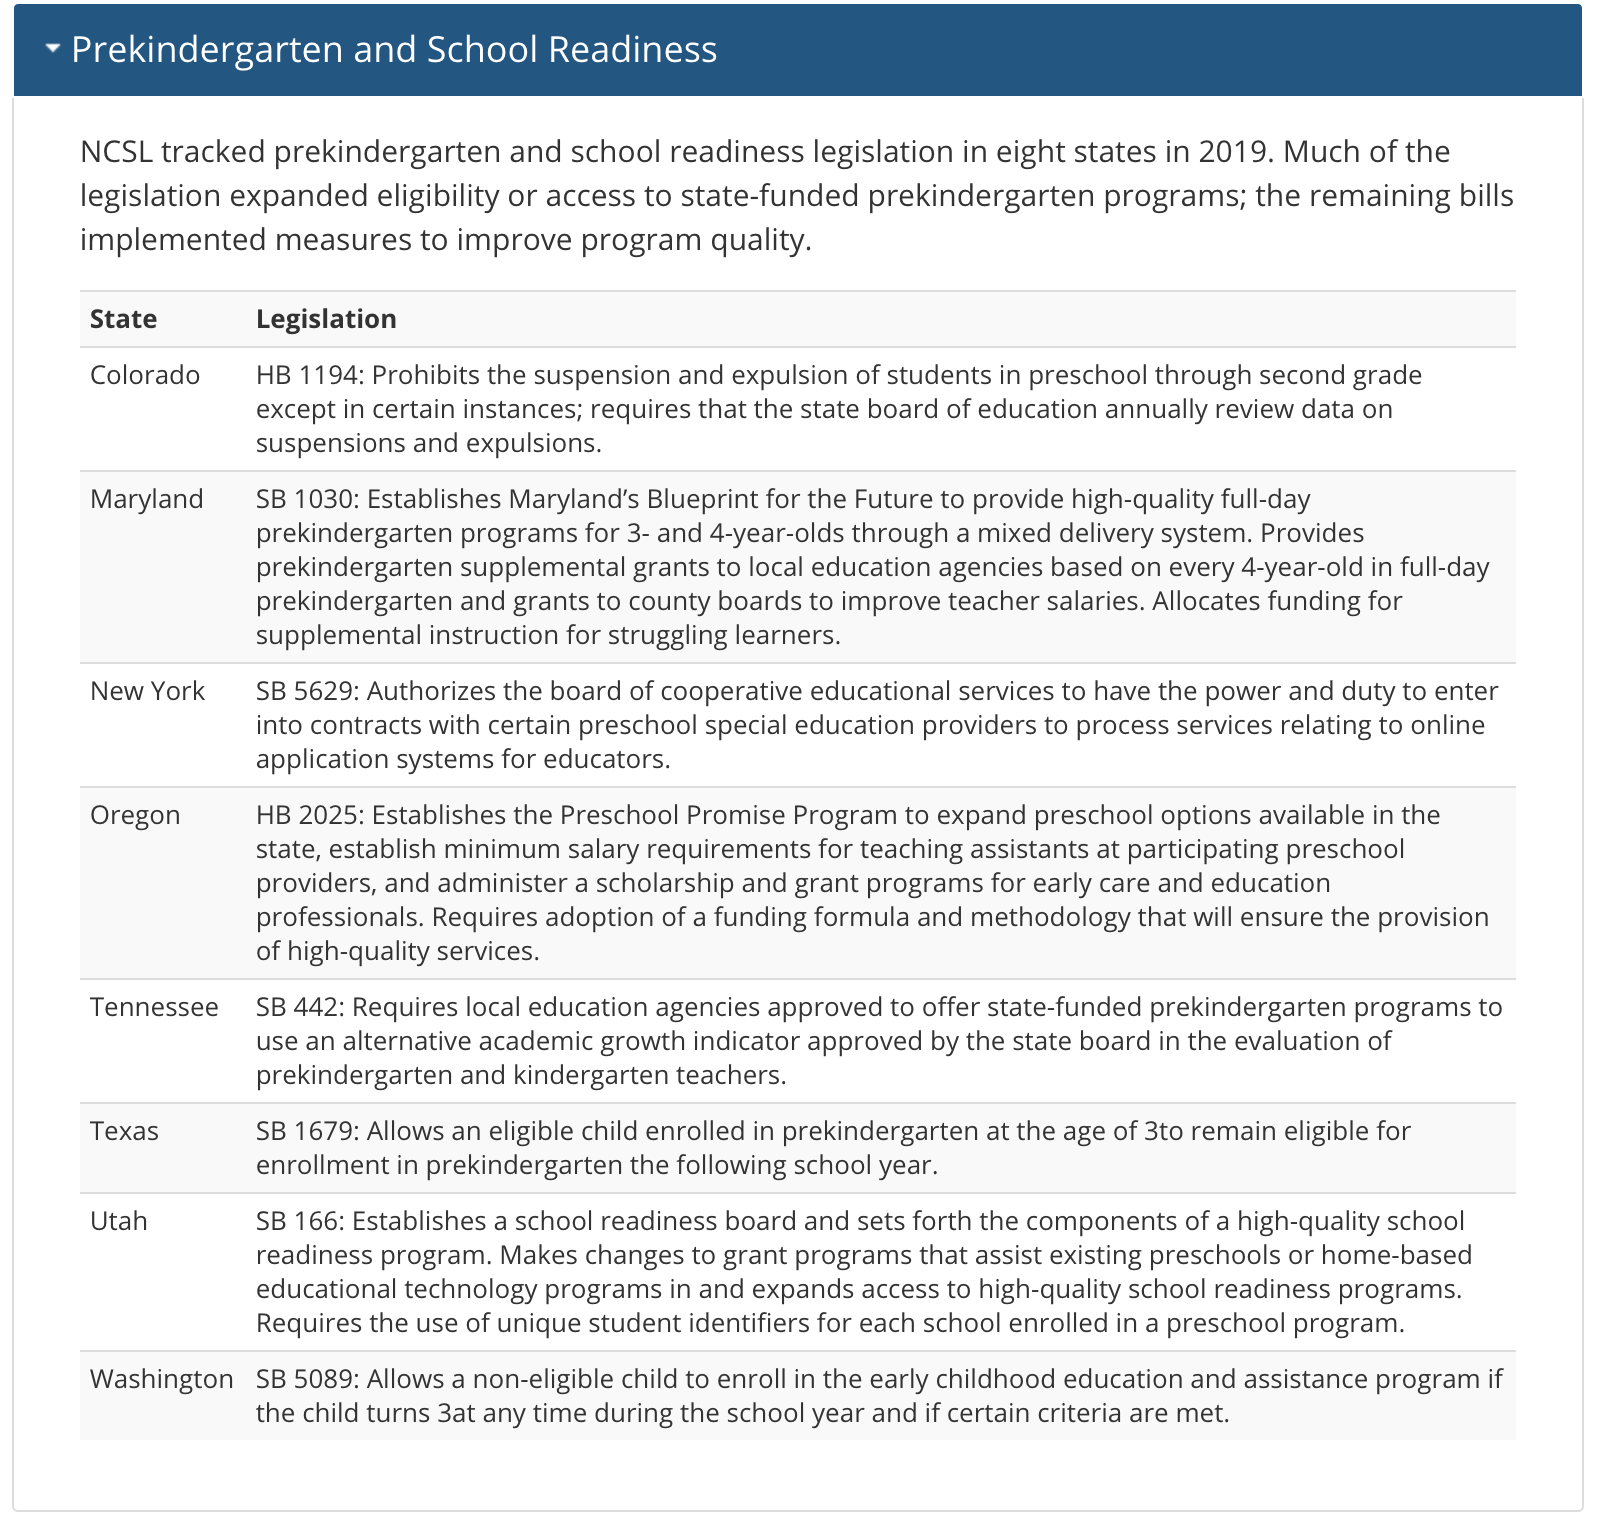 Prekindergarten and School Readiness
NCSL tracked prekindergarten and school readiness legislation in eight states in 2019. Much of the
legislation expanded eligibility or access to state-funded prekindergarten programs; the remaining bills
implemented measures to improve program quality.
State Legislation
Colorado HB 1194: Prohibits the suspension and expulsion of students in preschool through second grade
except in certain instances; requires that the state board of education annually review data on
suspensions and expulsions.
Maryland SB 1030: Establishes Maryland’s Blueprint for the Future to provide high-quality full-day
prekindergarten programs for 3- and 4-year-olds through a mixed delivery system. Provides
prekindergarten supplemental grants to local education agencies based on every 4-year-old in full-day
prekindergarten and grants to county boards to improve teacher salaries. Allocates funding for
supplemental instruction for struggling learners.
New York SB 5629: Authorizes the board of cooperative educational services to have the power and duty to enter
into contracts with certain preschool special education providers to process services relating to online
application systems for educators.
Oregon HB 2025: Establishes the Preschool Promise Program to expand preschool options available in the
state, establish minimum salary requirements for teaching assistants at participating preschool
providers, and administer a scholarship and grant programs for early care and education
professionals. Requires adoption of a funding formula and methodology that will ensure the provision
of high-quality services.
Tennessee SB 442: Requires local education agencies approved to offer state-funded prekindergarten programs to
use an alternative academic growth indicator approved by the state board in the evaluation of
prekindergarten and kindergarten teachers.
Texas SB 1679: Allows an eligible child enrolled in prekindergarten at the age of 3to remain eligible for
enrollment in prekindergarten the following school year.
Utah SB 166: Establishes a school readiness board and sets forth the components of a high-quality school
readiness program. Makes changes to grant programs that assist existing preschools or home-based
educational technology programs in and expands access to high-quality school readiness programs.
Requires the use of unique student identifiers for each school enrolled in a preschool program.
Washington SB 5089: Allows a non-eligible child to enroll in the early childhood education and assistance program if
the child turns 3at any time during the school year and if certain criteria are met.